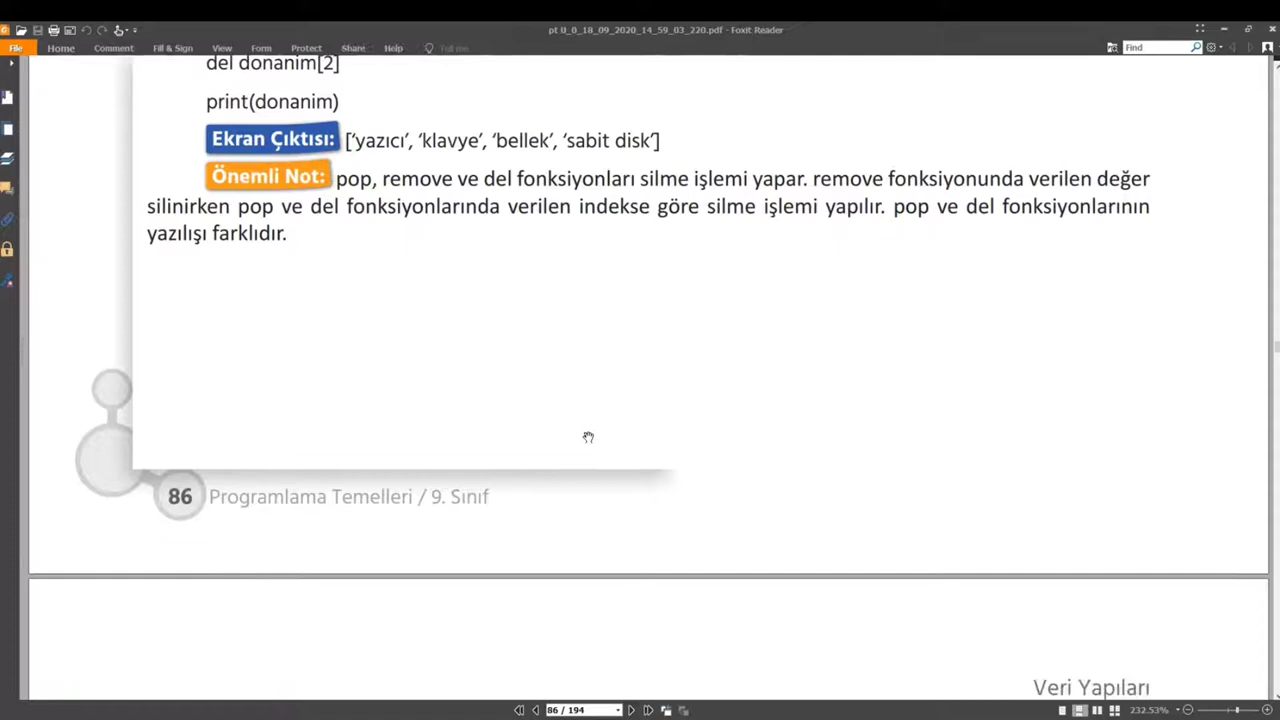 pt U_0_18_09_2020_14_59_03_220.pdf - Foxit Reader
File Home Comment Fill & Sign View Form Protect Share Help Tell me Find
del donanim[2]
print(donanim)
Ekran Çıktısı: [‘yazıcı’, ‘klavye’, ‘bellek’, ‘sabit disk’]
Önemli Not: pop, remove ve del fonksiyonları silme işlemi yapar. remove fonksiyonunda verilen değer
silinirken pop ve del fonksiyonlarında verilen indekse göre silme işlemi yapılır. pop ve del fonksiyonlarının
yazılışı farklıdır.
86 Programlama Temelleri / 9. Sınıf
Veri Yapıları
86 / 194
232.53%